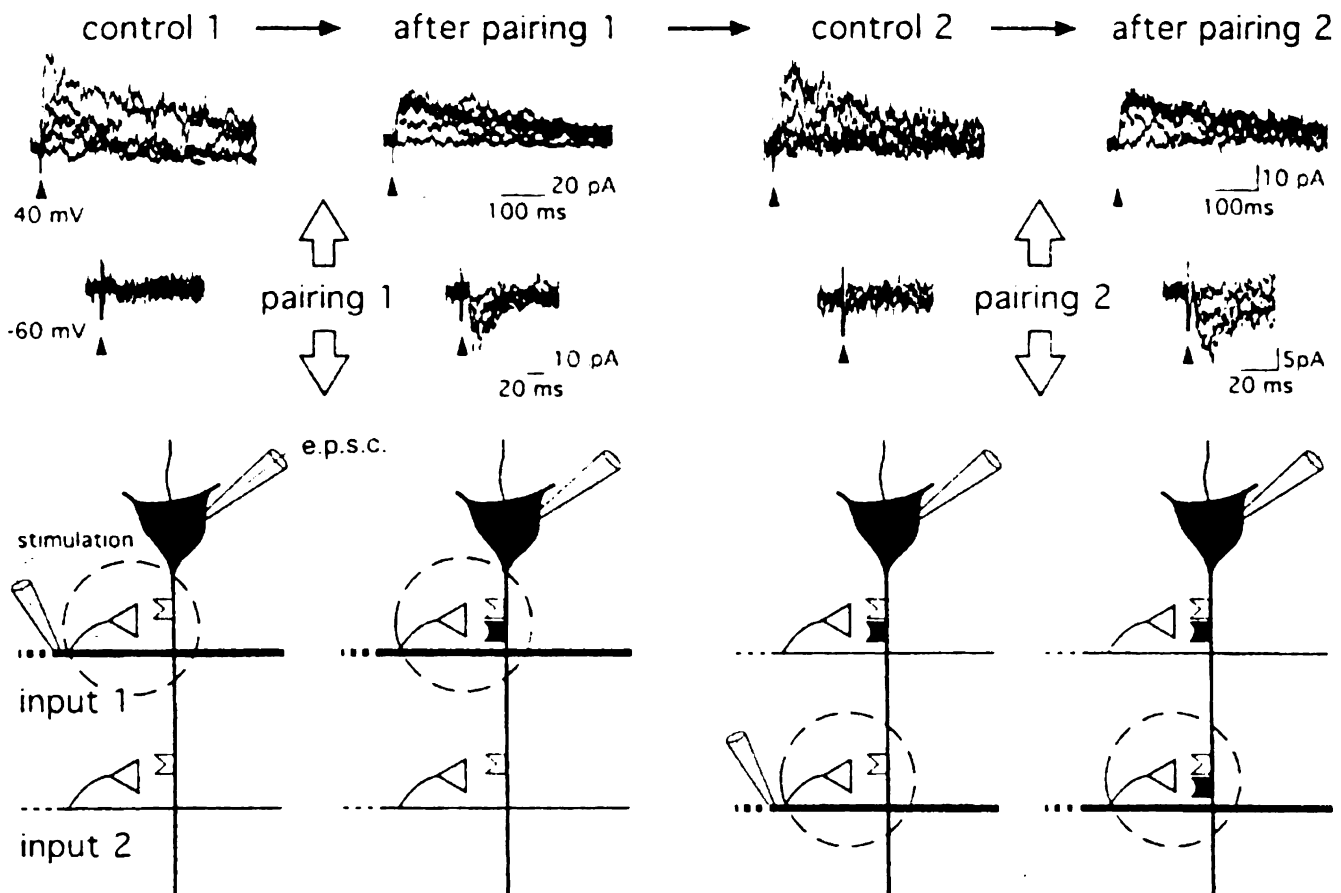 control 1 after pairing 1 control 2 after pairing 2
40 mV
20 pA
100 ms
10 pA
100ms
pairing 1
pairing 2
-60 mV
10 pA
20 ms
5pA
20 ms
e.p.s.c.
stimulation
input 1
input 2